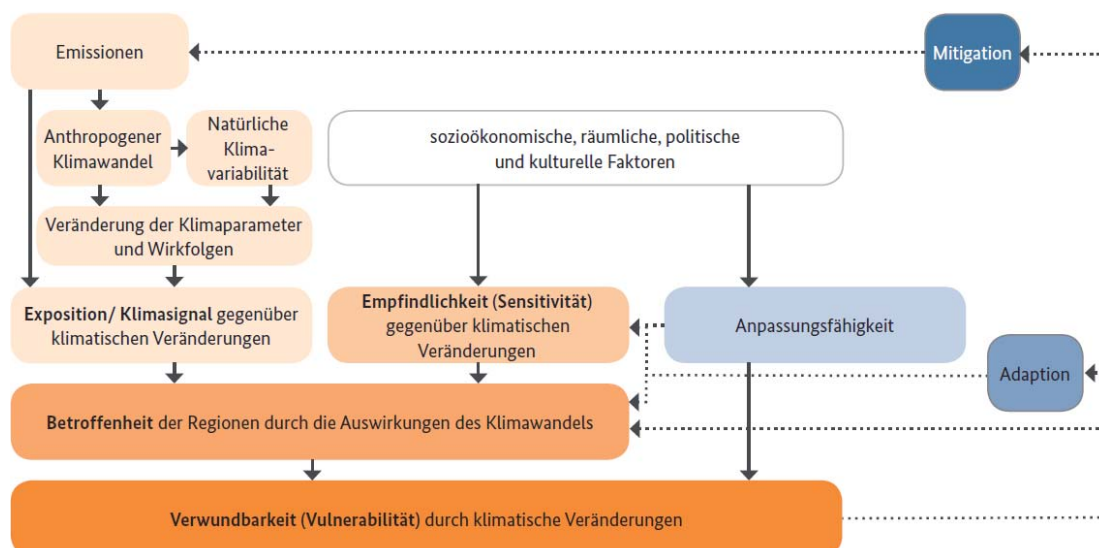 Emissionen
Mitigation
Anthropogener
Klimawandel
Natürliche
Klima-
variabilität
sozioökonomische, räumliche, politische
und kulturelle Faktoren
Veränderung der Klimaparameter
und Wirkfolgen
Exposition/ Klimasignal gegenüber
klimatischen Veränderungen
Empfindlichkeit (Sensitivität)
gegenüber klimatischen
Veränderungen
Anpassungsfähigkeit
Adaption
Betroffenheit der Regionen durch die Auswirkungen des Klimawandels
Verwundbarkeit (Vulnerabilität) durch klimatische Veränderungen